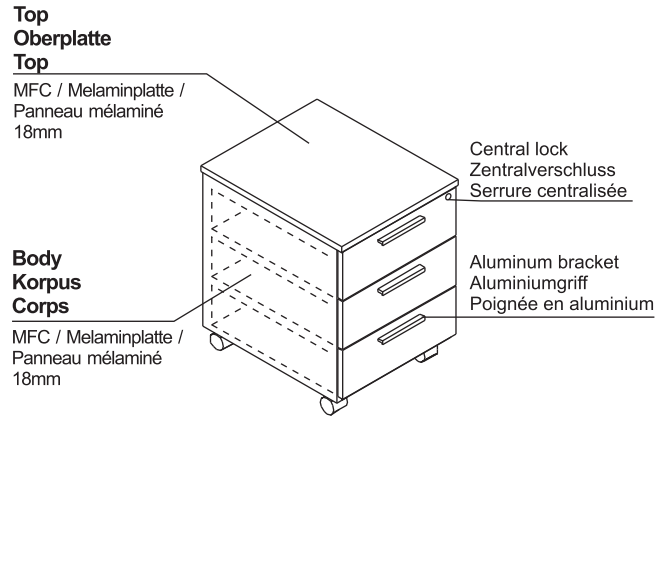 Top
Oberplatte
Top
MFC / Melaminplatte /
Panneau mélaminé
18mm
Central lock
Zentralverschluss
Serrure centralisée
Body
Korpus
Corps
MFC / Melaminplatte /
Panneau mélaminé
18mm
Aluminum bracket
Aluminiumgriff
Poignée en aluminium